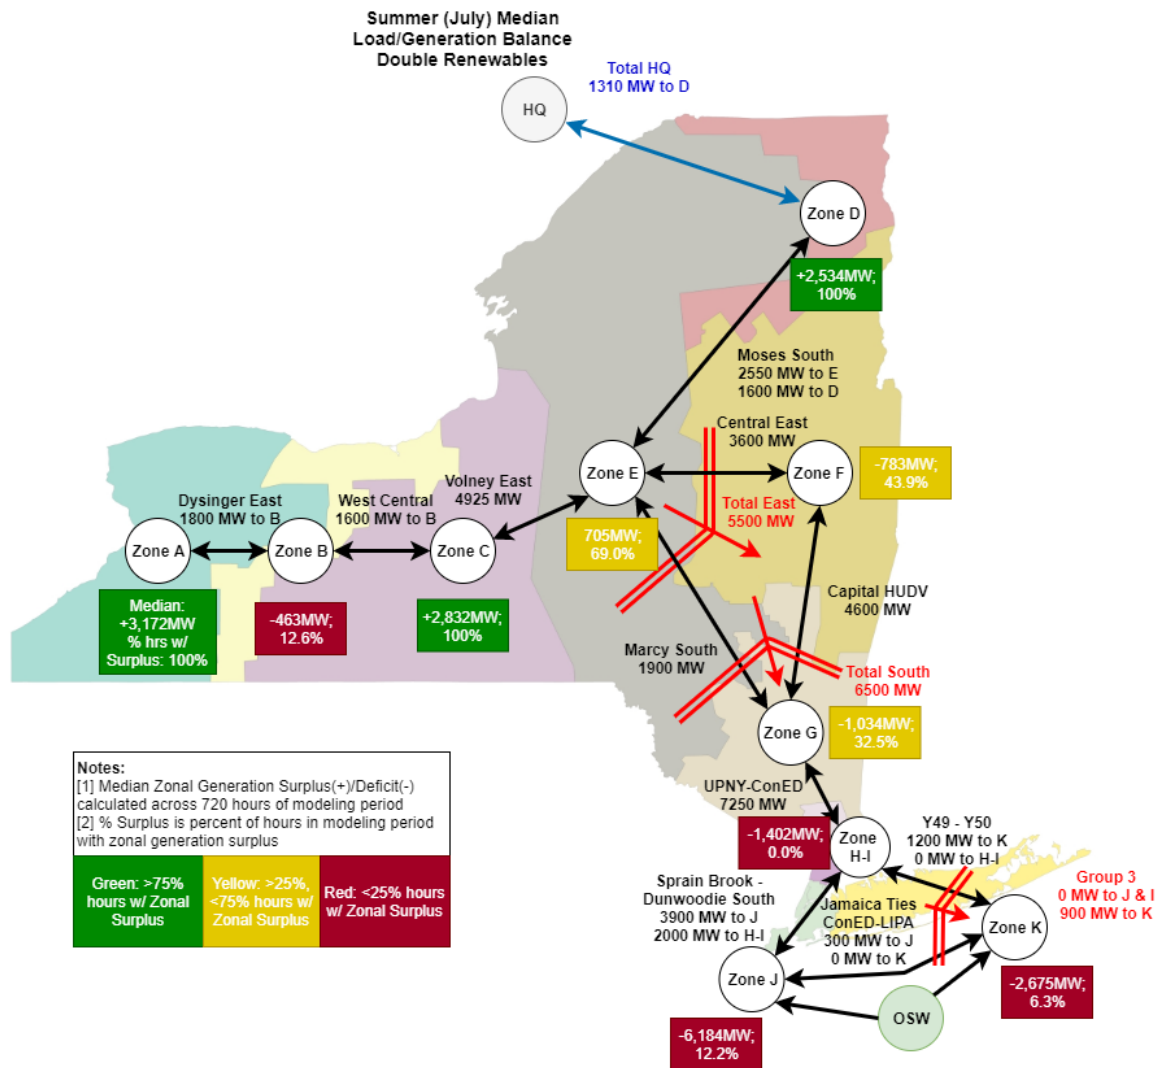 Summer (July) Median
Load/Generation Balance
Double Renewables
Total HQ
1310 MW to D
HQ
Zone D
+2,534MW;
100%
Moses South
2550 MW to E
1600 MW to D
Central East
3600 MW
Zone E
Zone F
-783MW;
43.9%
Total East
5500 MW
705MW;
69.0%
Volney East
4925 MW
Dysinger East
1800 MW to B
West Central
1600 MW to B
Zone A
Zone B
Zone C
Median:
+3,172MW
% hrs w/
Surplus: 100%
-463MW;
12.6%
+2,832MW;
100%
Capital HUDV
4600 MW
Marcy South
1900 MW
Total South
6500 MW
Zone G
-1,034MW;
32.5%
UPNY-ConED
7250 MW
-1,402MW;
0.0%
Zone
H-I
Y49 - Y50
1200 MW to K
0 MW to H-I
Group 3
0 MW to J & I
900 MW to K
Sprain Brook -
Dunwoodie South
3900 MW to J
2000 MW to H-I
Jamaica Ties
ConED-LIPA
300 MW to J
0 MW to K
Zone K
-2,675MW;
6.3%
Zone J
OSW
-6,184MW;
12.2%
Notes:
[1] Median Zonal Generation Surplus(+)/Deficit(-)
calculated across 720 hours of modeling period
[2] % Surplus is percent of hours in modeling period
with zonal generation surplus
Green: >75%
hours w/ Zonal
Surplus
Yellow: >25%,
<75% hours w/
Zonal Surplus
Red: <25% hours
w/ Zonal Surplus